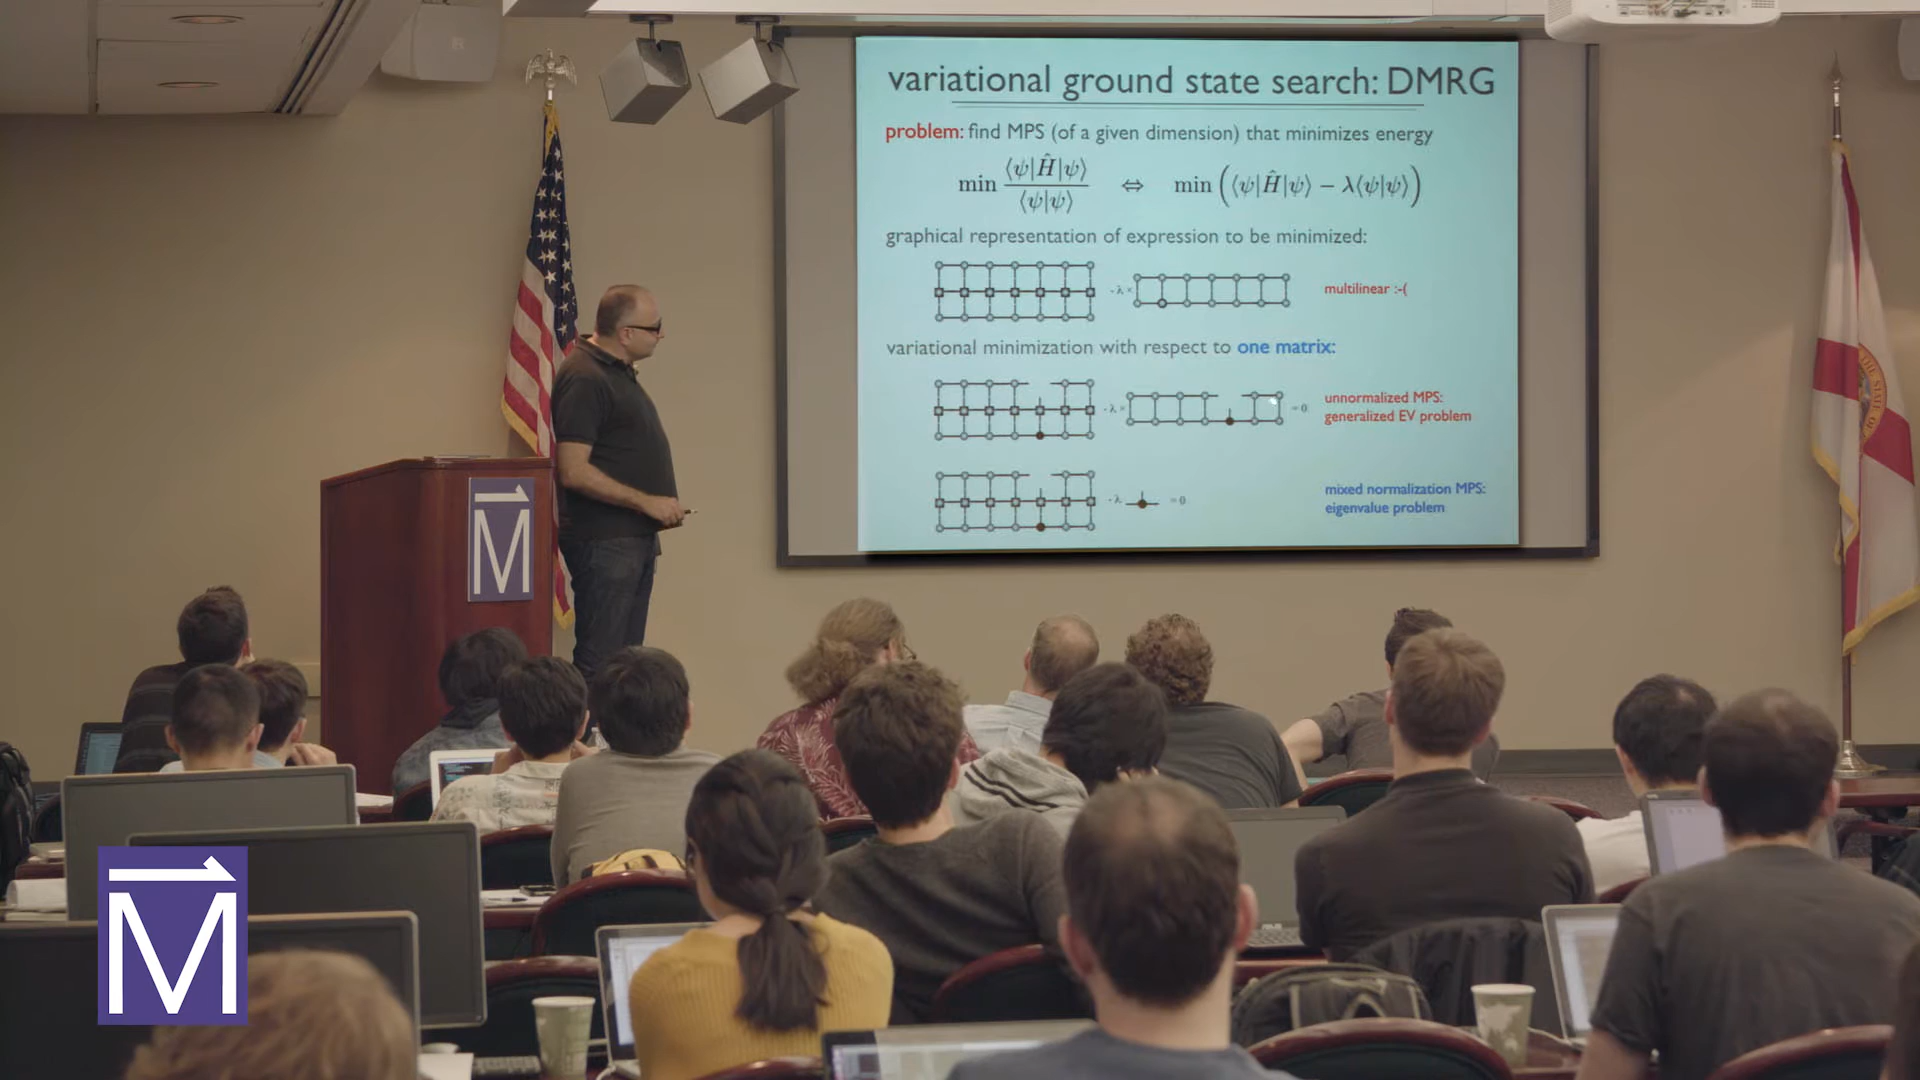 variational ground state search: DMRG
problem: find MPS (of a given dimension) that minimizes energy
min ⟨ψ|Ĥ|ψ⟩ / ⟨ψ|ψ⟩ ⇔ min (⟨ψ|Ĥ|ψ⟩ − λ⟨ψ|ψ⟩)
graphical representation of expression to be minimized:
- λ ×
multilinear :-(
variational minimization with respect to one matrix:
- λ × = 0
unnormalized MPS:
generalized EV problem
- λ = 0
mixed normalization MPS:
eigenvalue problem
M
M